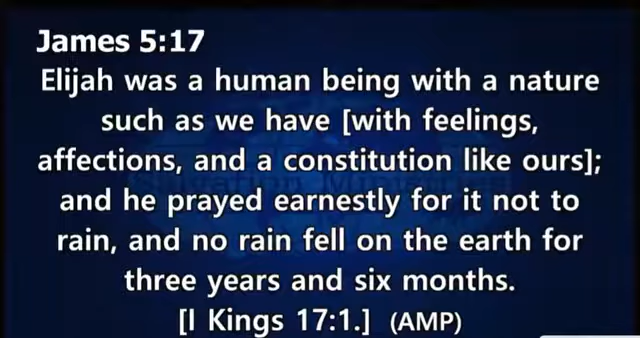 James 5:17
Elijah was a human being with a nature
such as we have [with feelings,
affections, and a constitution like ours];
and he prayed earnestly for it not to
rain, and no rain fell on the earth for
three years and six months.
[I Kings 17:1.] (AMP)